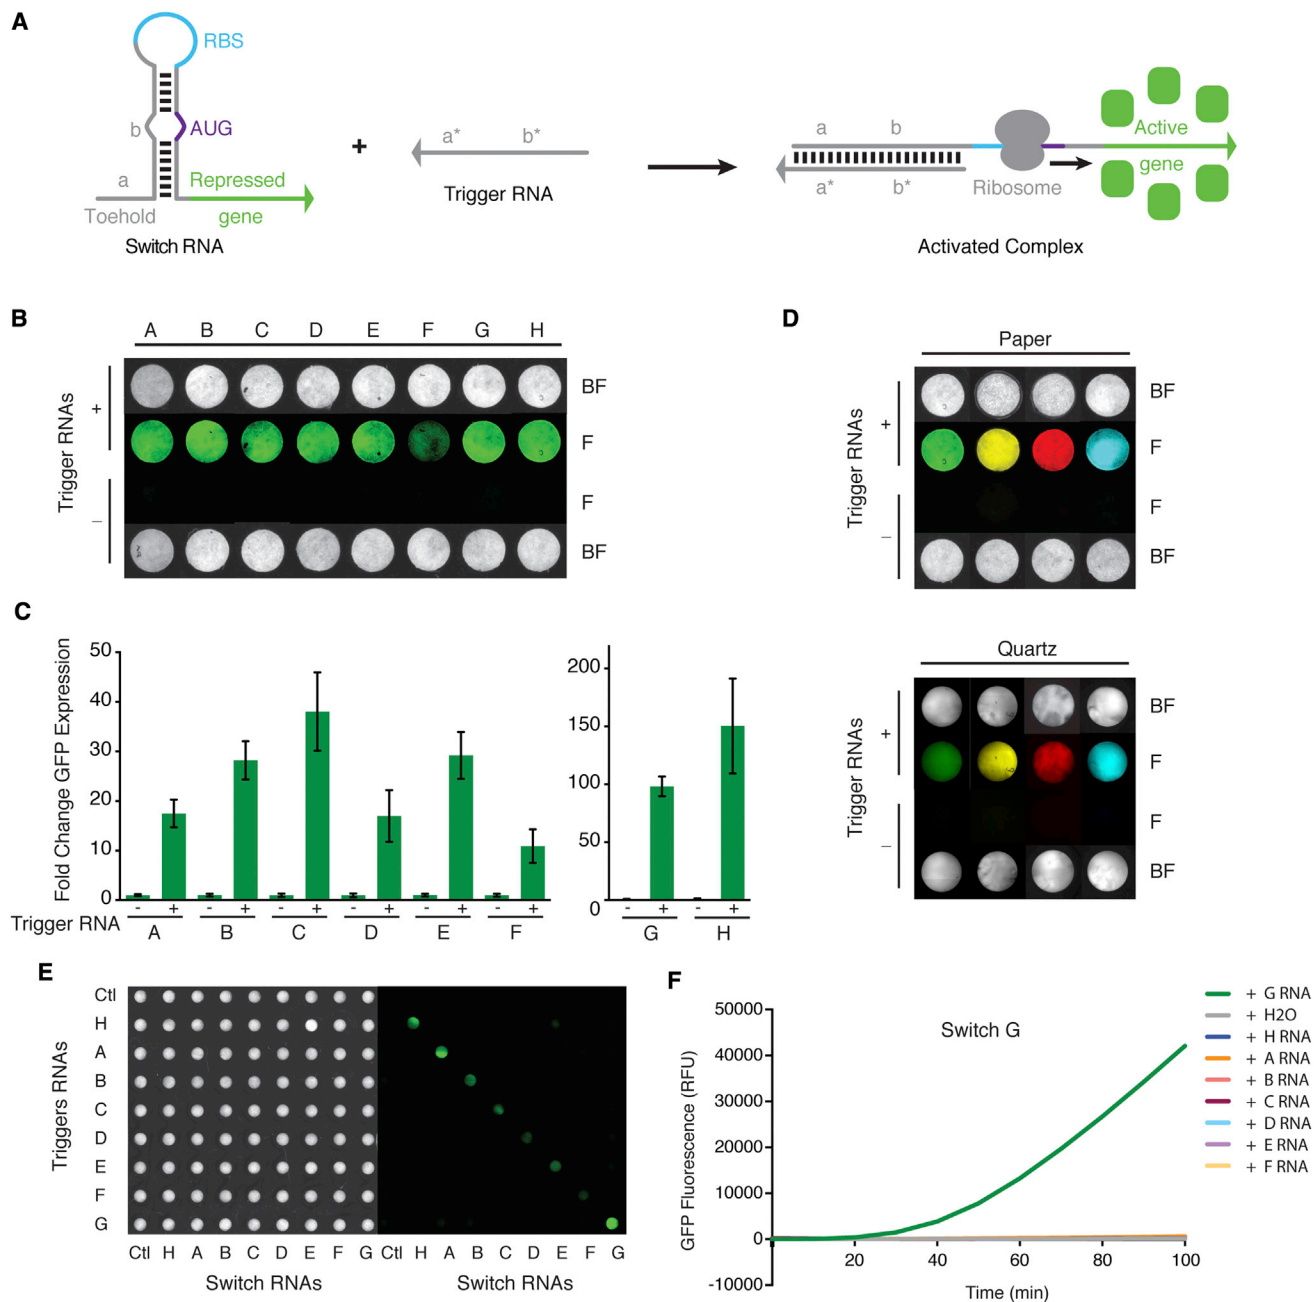 A
RBS
b
AUG
a
Repressed
Toehold
gene
Switch RNA
+
a*
b*
Trigger RNA
a
b
a*
b*
Ribosome
Active
gene
Activated Complex
B
A B C D E F G H
Trigger RNAs
+
–
BF
F
F
BF
C
Fold Change GFP Expression
50
40
30
20
10
0
- + - + - + - + - + - +
Trigger RNA
A B C D E F
200
150
100
50
0
- + - +
G H
D
Paper
Trigger RNAs
+
–
BF
F
F
BF
Quartz
Trigger RNAs
+
–
BF
F
F
BF
E
Triggers RNAs
Ctl
H
A
B
C
D
E
F
G
Ctl H A B C D E F G
Switch RNAs
Ctl H A B C D E F G
Switch RNAs
F
Switch G
GFP Fluorescence (RFU)
50000
40000
30000
20000
10000
0
-10000
20 40 60 80 100
Time (min)
+ G RNA
+ H2O
+ H RNA
+ A RNA
+ B RNA
+ C RNA
+ D RNA
+ E RNA
+ F RNA